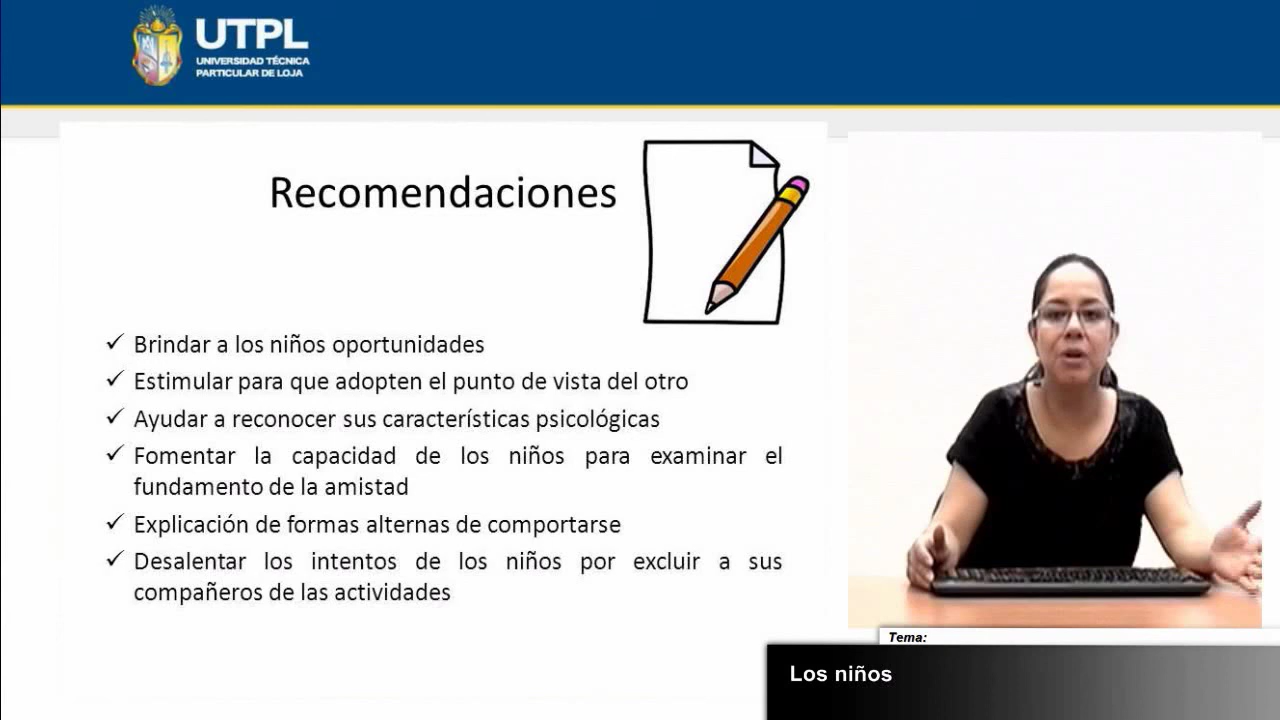 UTPL
UNIVERSIDAD TÉCNICA
PARTICULAR DE LOJA
Recomendaciones
✓ Brindar a los niños oportunidades
✓ Estimular para que adopten el punto de vista del otro
✓ Ayudar a reconocer sus características psicológicas
✓ Fomentar la capacidad de los niños para examinar el
fundamento de la amistad
✓ Explicación de formas alternas de comportarse
✓ Desalentar los intentos de los niños por excluir a sus
compañeros de las actividades
Tema:
Los niños